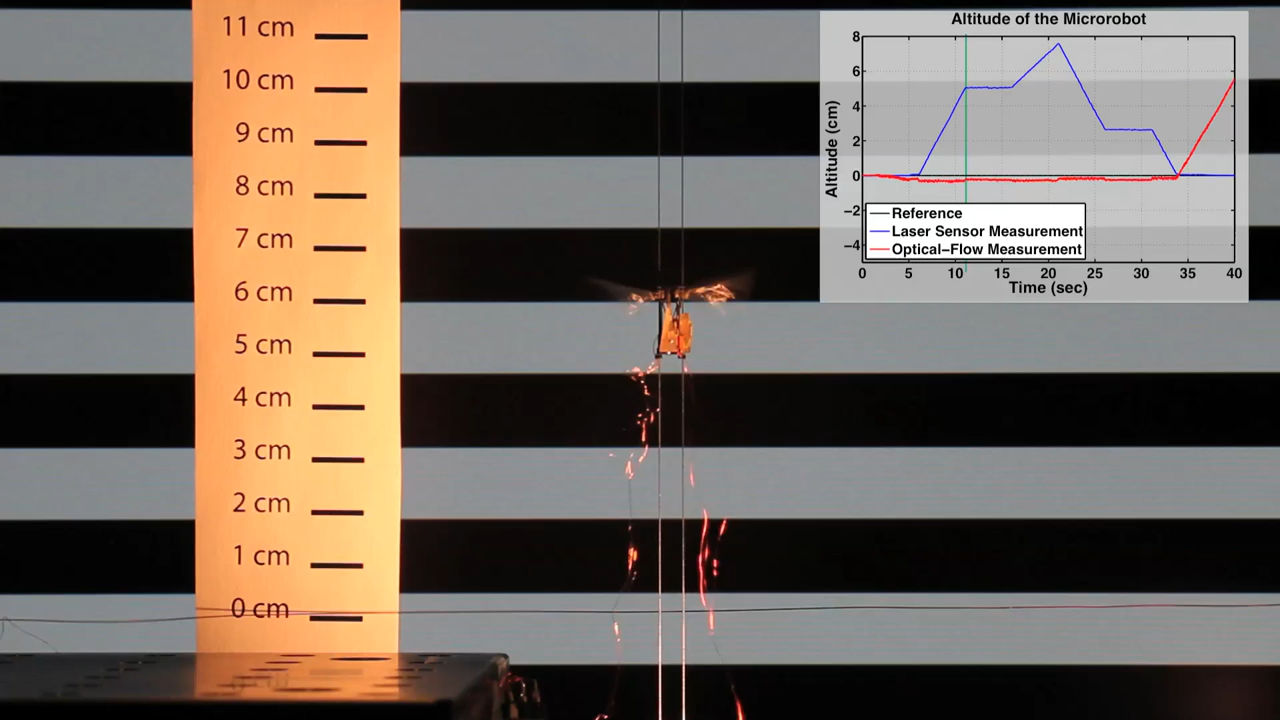 11 cm
10 cm
9 cm
8 cm
7 cm
6 cm
5 cm
4 cm
3 cm
2 cm
1 cm
0 cm
Altitude of the Microrobot
Altitude (cm)
8
6
4
2
0
−2
−4
Reference
Laser Sensor Measurement
Optical−Flow Measurement
0 5 10 15 20 25 30 35 40
Time (sec)